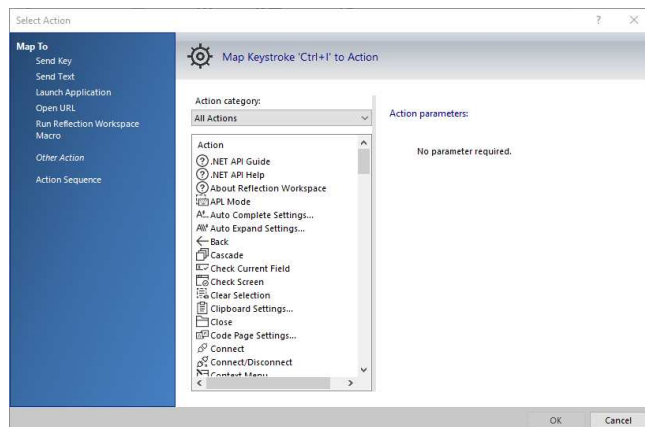 Select Action
?
Map To
Send Key
Send Text
Launch Application
Open URL
Run Reflection Workspace
Macro
Other Action
Action Sequence
Map Keystroke 'Ctrl+I' to Action
Action category:
All Actions
Action
.NET API Guide
.NET API Help
About Reflection Workspace
APL Mode
Auto Complete Settings...
Auto Expand Settings...
Back
Cascade
Check Current Field
Check Screen
Clear Selection
Clipboard Settings...
Close
Code Page Settings...
Connect
Connect/Disconnect
Context Menu
Action parameters:
No parameter required.
OK
Cancel